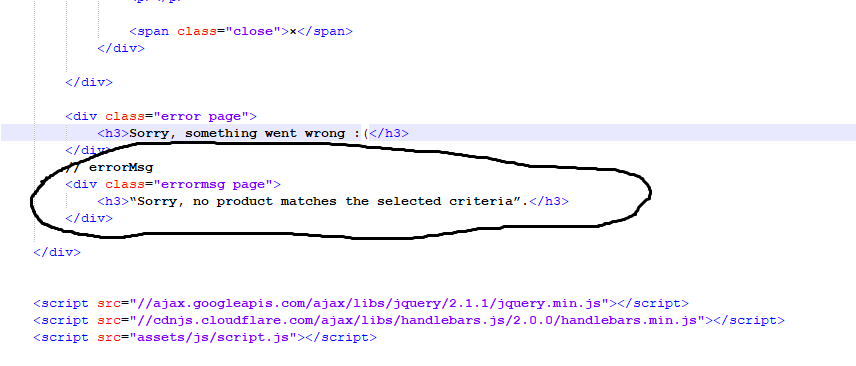 <span class="close">×</span>
</div>
</div>
<div class="error page">
<h3>Sorry, something went wrong :(</h3>
</div>
// errorMsg
<div class="errormsg page">
<h3>“Sorry, no product matches the selected criteria”.</h3>
</div>
</div>
<script src="//ajax.googleapis.com/ajax/libs/jquery/2.1.1/jquery.min.js"></script>
<script src="//cdnjs.cloudflare.com/ajax/libs/handlebars.js/2.0.0/handlebars.min.js"></script>
<script src="assets/js/script.js"></script>